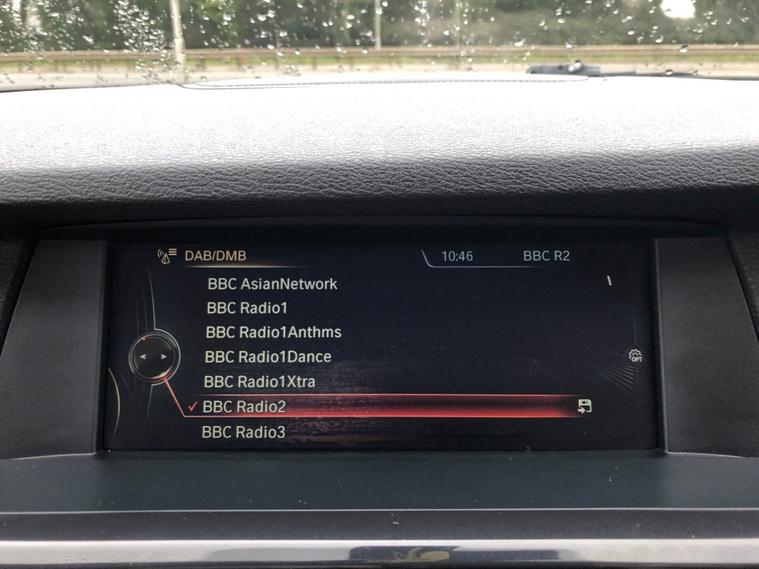 DAB/DMB 10:46 BBC R2
BBC AsianNetwork
BBC Radio1
BBC Radio1Anthms
BBC Radio1Dance
OPT
BBC Radio1Xtra
BBC Radio2
BBC Radio3